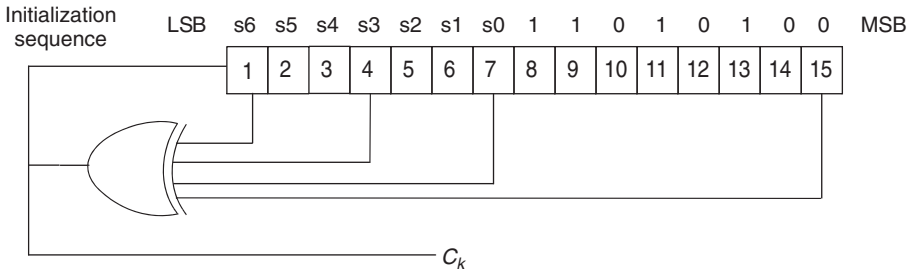 Initialization
sequence
LSB s6 s5 s4 s3 s2 s1 s0 1 1 0 1 0 1 0 0 MSB
1 2 3 4 5 6 7 8 9 10 11 12 13 14 15
Ck